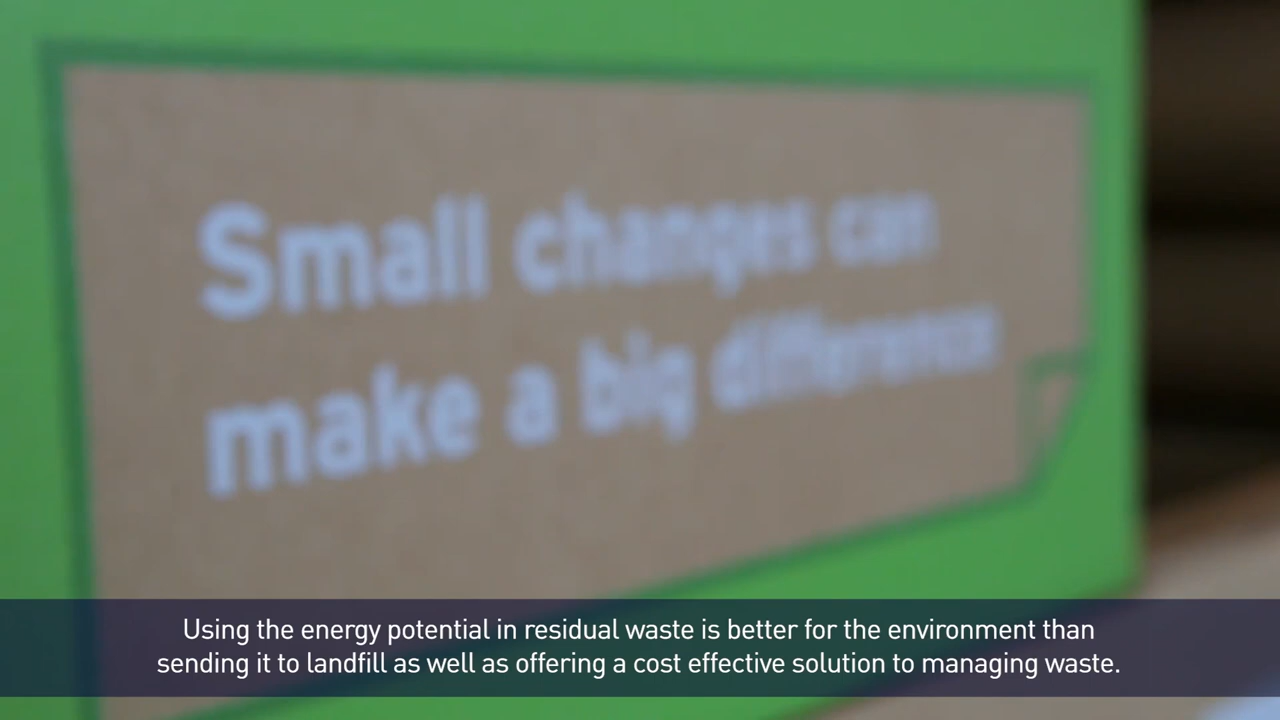 Small changes can
make a big difference
Using the energy potential in residual waste is better for the environment than
sending it to landfill as well as offering a cost effective solution to managing waste.